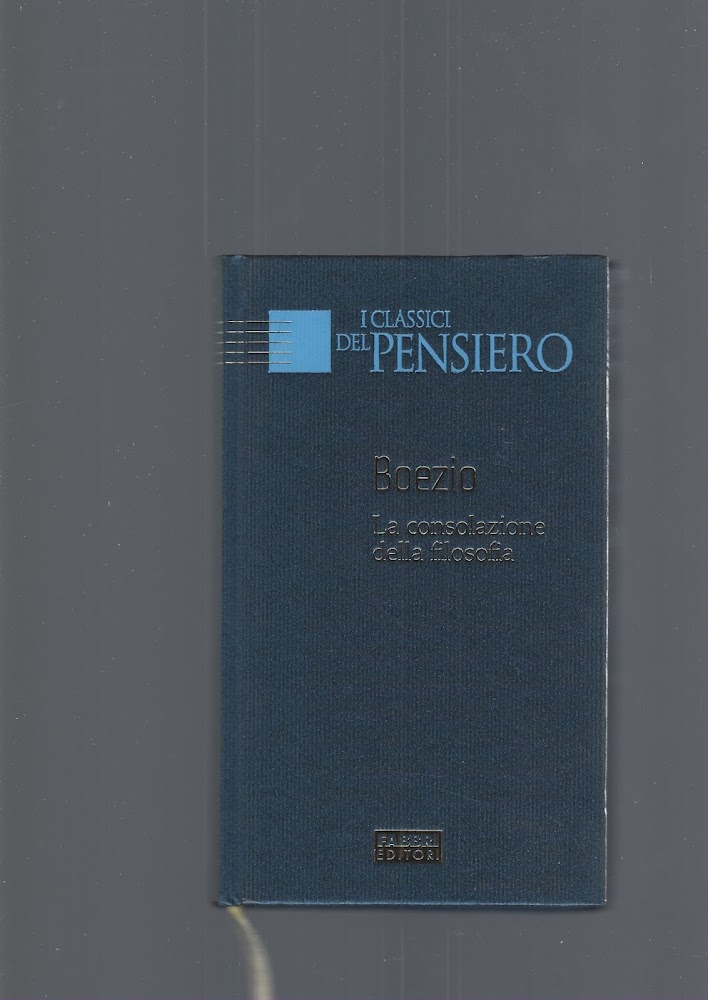 I CLASSICI
DEL PENSIERO
Boezio
La consolazione
della filosofia
FABBRI
EDITORI